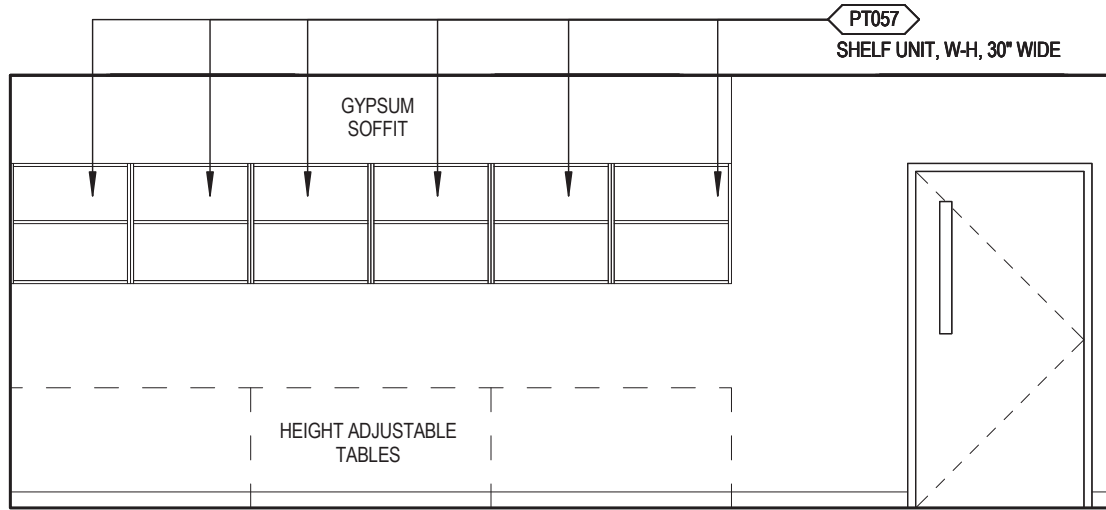 PT057
SHELF UNIT, W-H, 30" WIDE
GYPSUM
SOFFIT
HEIGHT ADJUSTABLE
TABLES